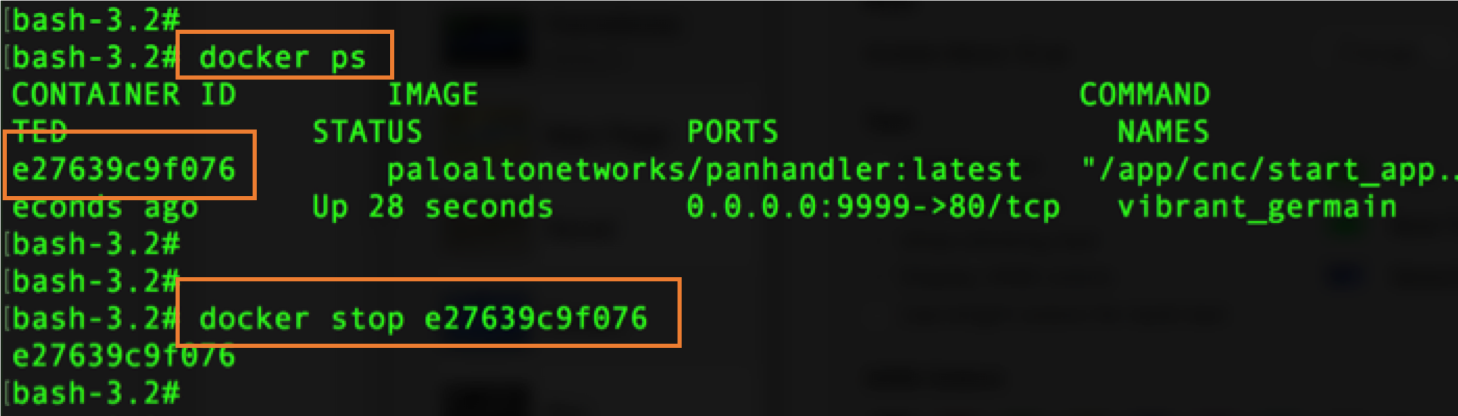 [bash-3.2#
[bash-3.2# docker ps
CONTAINER ID IMAGE COMMAND
TED STATUS PORTS NAMES
e27639c9f076 paloaltonetworks/panhandler:latest "/app/cnc/start_app..
econds ago Up 28 seconds 0.0.0.0:9999->80/tcp vibrant_germain
[bash-3.2#
[bash-3.2#
[bash-3.2# docker stop e27639c9f076
e27639c9f076
[bash-3.2#